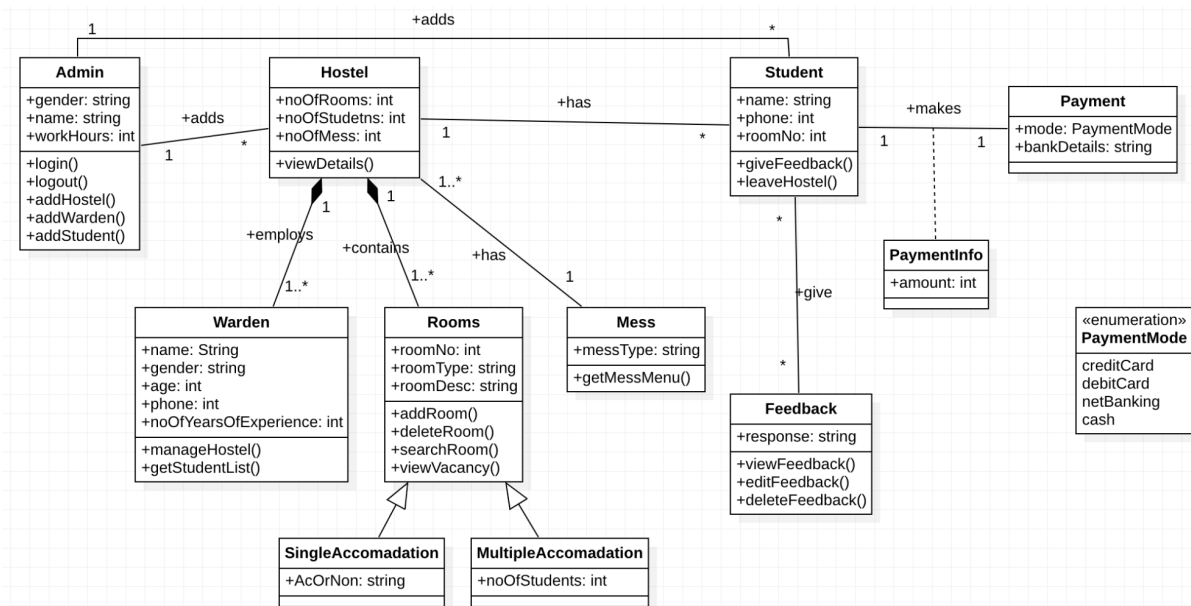 +adds
1
*
Admin
+gender: string
+name: string
+workHours: int
+login()
+logout()
+addHostel()
+addWarden()
+addStudent()
+adds
1
*
Hostel
+noOfRooms: int
+noOfStudetns: int
+noOfMess: int
+viewDetails()
+has
1
*
Student
+name: string
+phone: int
+roomNo: int
+giveFeedback()
+leaveHostel()
+makes
1
1
Payment
+mode: PaymentMode
+bankDetails: string
PaymentInfo
+amount: int
«enumeration»
PaymentMode
creditCard
debitCard
netBanking
cash
1
+employs
1..*
1
+contains
1..*
1..*
+has
1
*
+give
*
Warden
+name: String
+gender: string
+age: int
+phone: int
+noOfYearsOfExperience: int
+manageHostel()
+getStudentList()
Rooms
+roomNo: int
+roomType: string
+roomDesc: string
+addRoom()
+deleteRoom()
+searchRoom()
+viewVacancy()
Mess
+messType: string
+getMessMenu()
Feedback
+response: string
+viewFeedback()
+editFeedback()
+deleteFeedback()
SingleAccomadation
+AcOrNon: string
MultipleAccomadation
+noOfStudents: int